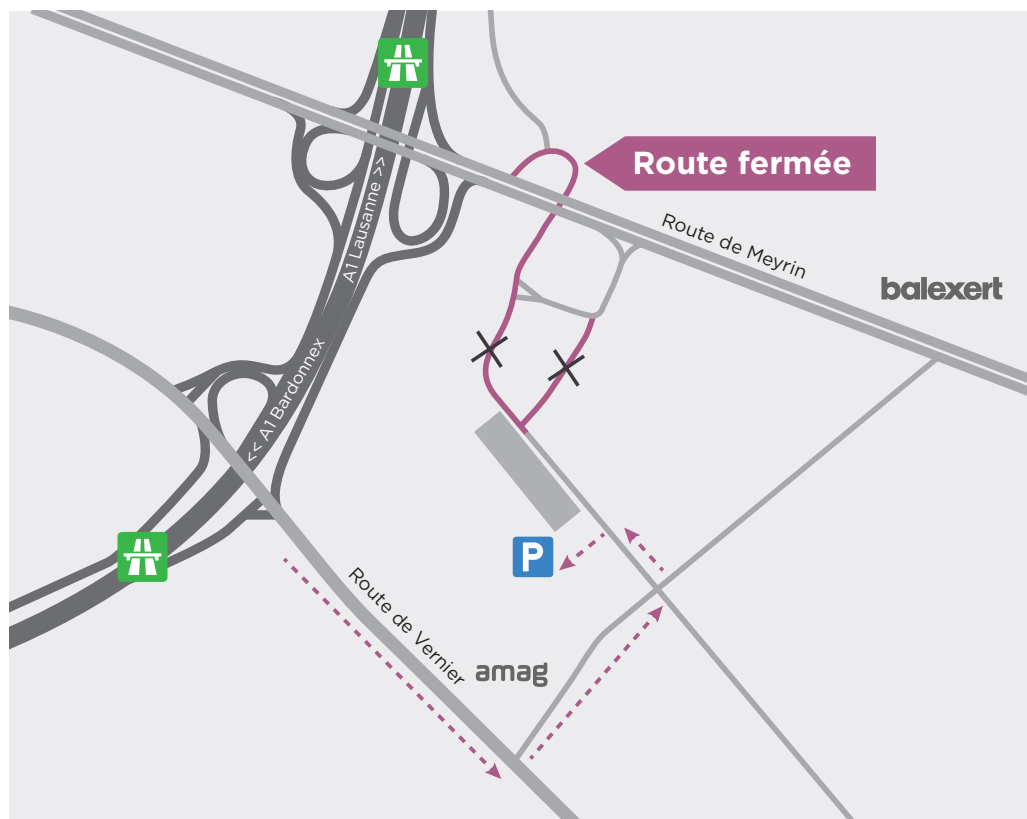 Route fermée
A1 Lausanne >>
Route de Meyrin
balexert
<< A1 Bardonnex
P
Route de Vernier
amag